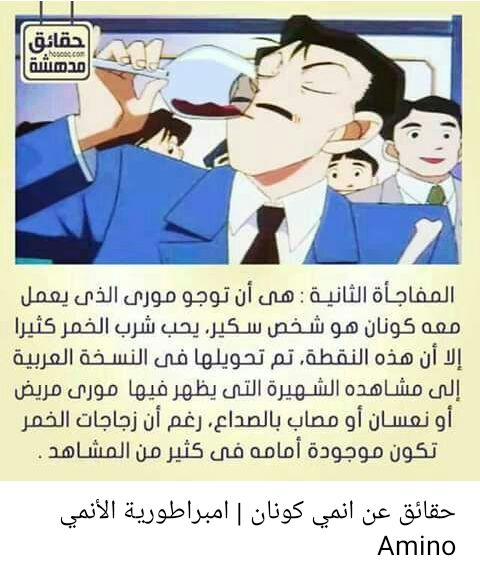 حقائق
haaqaeq.com
مدهشة
المفاجأة الثانية : هى أن توجو مورى الذى يعمل
معه كونان هو شخص سكير، يحب شرب الخمر كثيرا
إلا أن هذه النقطة، تم تحويلها فى النسخة العربية
إلى مشاهده الشهيرة التى يظهر فيها مورى مريض
أو نعسان أو مصاب بالصداع، رغم أن زجاجات الخمر
تكون موجودة أمامه فى كثير من المشاهد .
حقائق عن انمي كونان | امبراطورية الأنمي
Amino